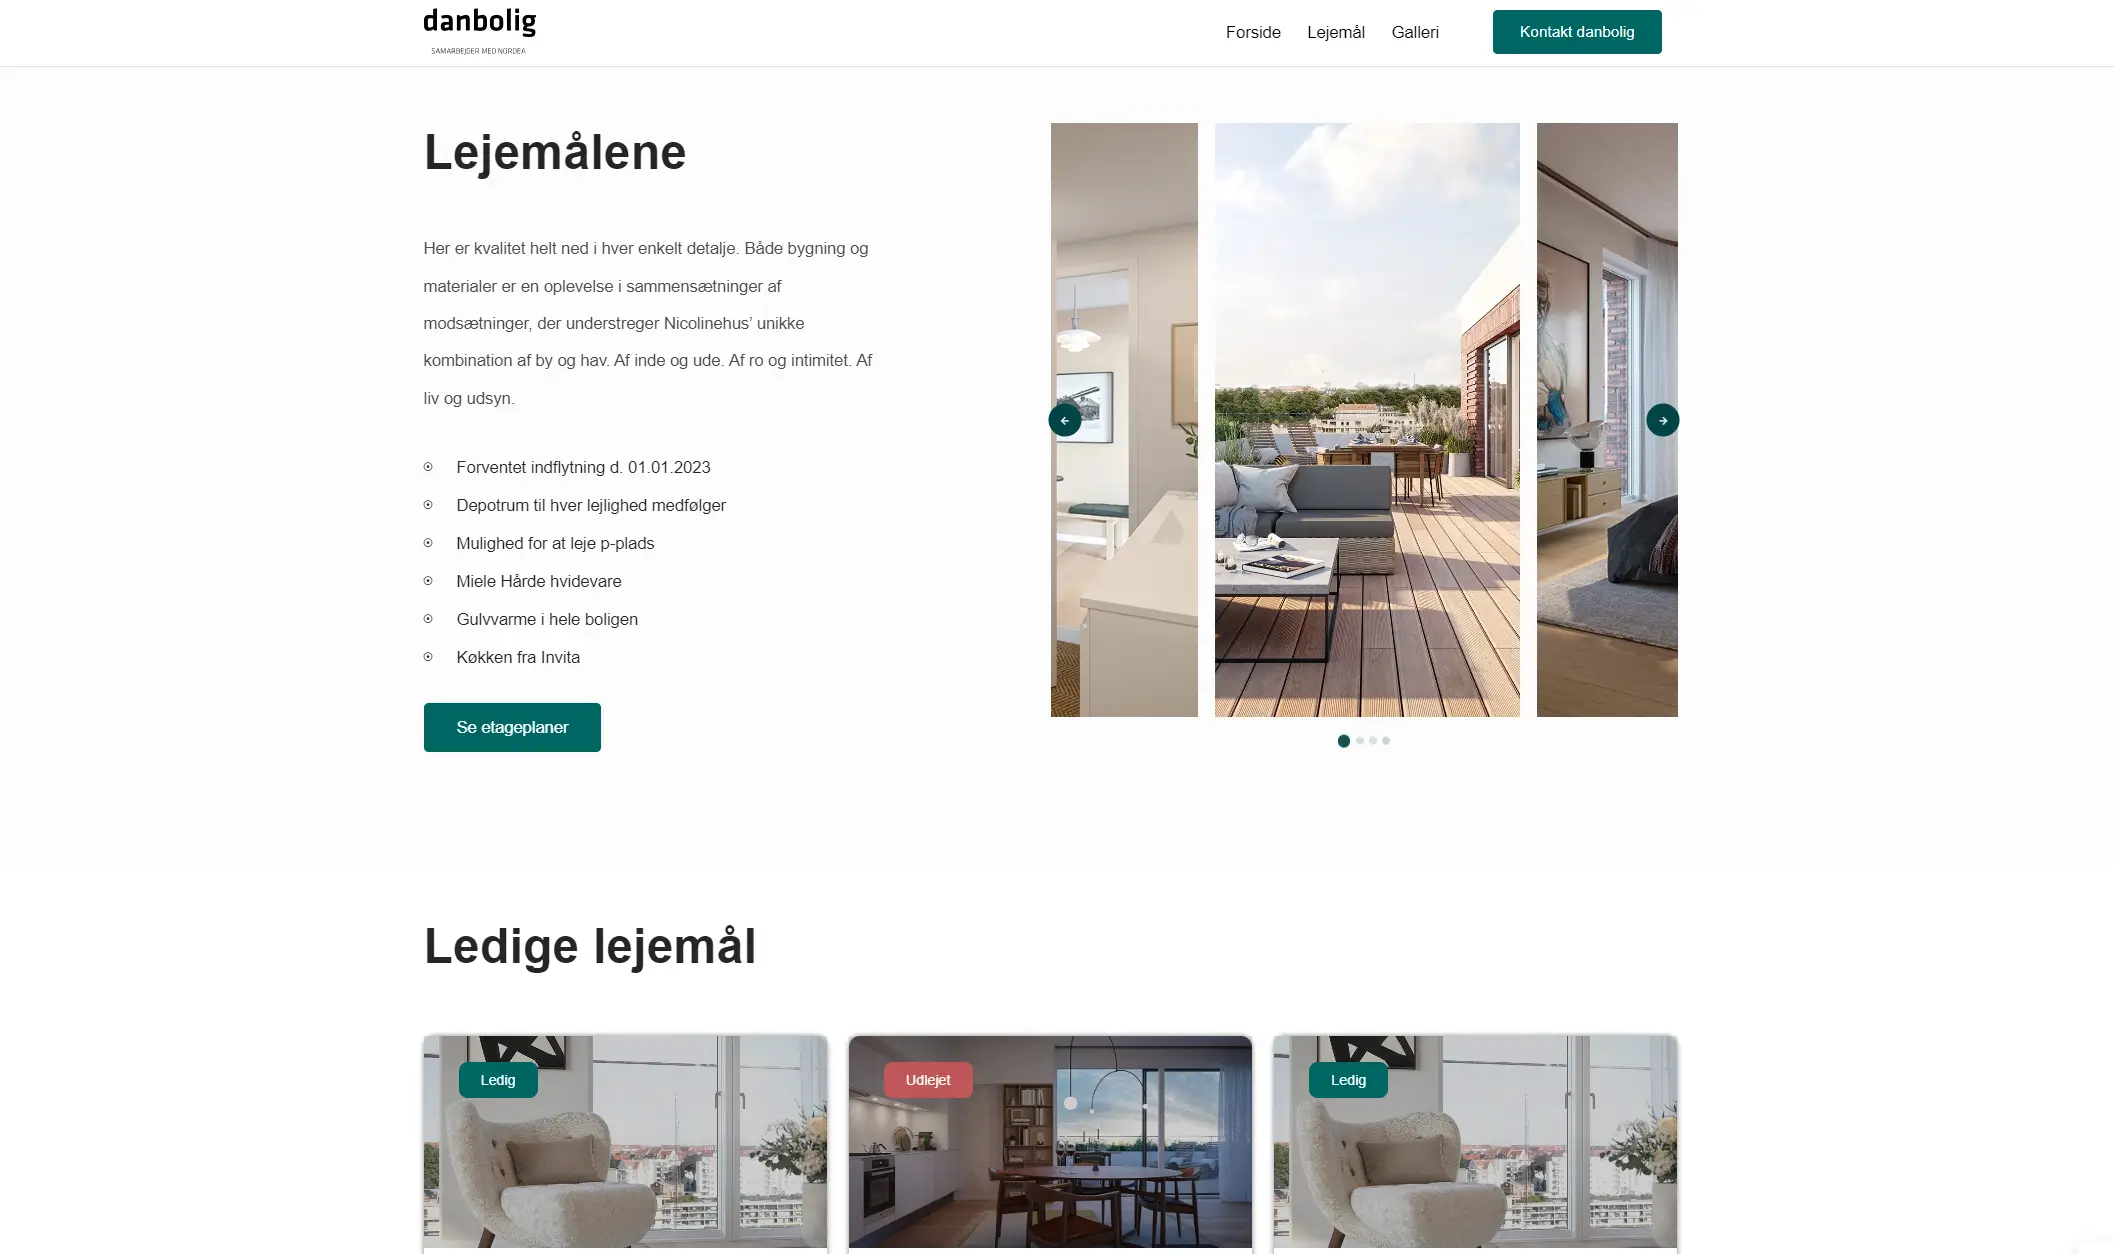 danbolig
SAMARBEJDER MED NORDEA
Forside
Lejemål
Galleri
Kontakt danbolig
Lejemålene
Her er kvalitet helt ned i hver enkelt detalje. Både bygning og
materialer er en oplevelse i sammensætninger af
modsætninger, der understreger Nicolinehus’ unikke
kombination af by og hav. Af inde og ude. Af ro og intimitet. Af
liv og udsyn.
Forventet indflytning d. 01.01.2023
Depotrum til hver lejlighed medfølger
Mulighed for at leje p-plads
Miele Hårde hvidevare
Gulvvarme i hele boligen
Køkken fra Invita
Se etageplaner
Ledige lejemål
Ledig
Udlejet
Ledig